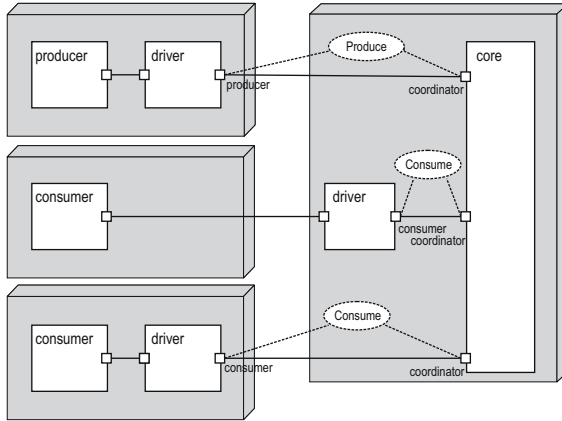 producer
driver
Produce
core
producer
coordinator
consumer
driver
Consume
consumer
coordinator
consumer
driver
Consume
consumer
coordinator